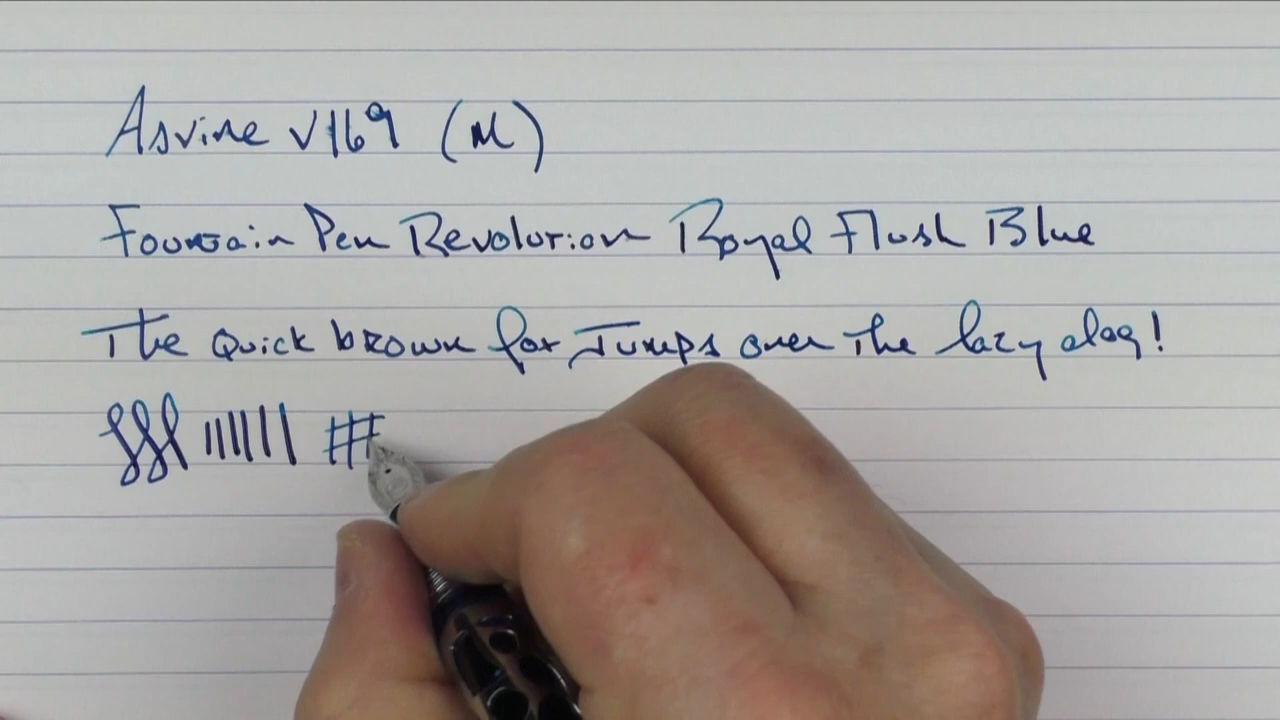 Asvine V169 (M)
Fountain Pen Revolution Royal Flush Blue
The quick brown fox Jumps over The lazy dog!
###